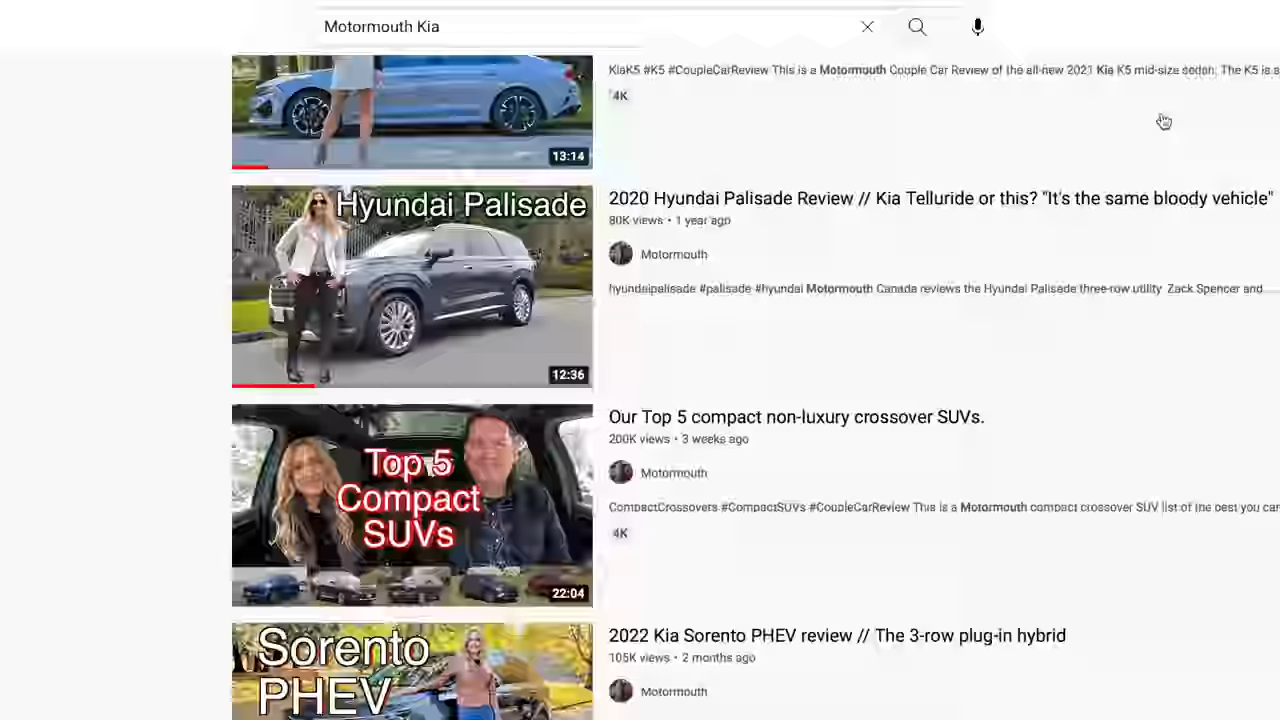 Motormouth Kia
KiaK5 #K5 #CoupleCarReview This is a Motormouth Couple Car Review of the all-new 2021 Kia K5 mid-size sedan. The K5 is a
4K
13:14
Hyundai Palisade
12:36
2020 Hyundai Palisade Review // Kia Telluride or this? "It's the same bloody vehicle"
80K views • 1 year ago
Motormouth
hyundaipalisade #palisade #hyundai Motormouth Canada reviews the Hyundai Palisade three-row utility. Zack Spencer and
Top 5
Compact
SUVs
22:04
Our Top 5 compact non-luxury crossover SUVs.
200K views • 3 weeks ago
Motormouth
CompactCrossovers #CompactSUVs #CoupleCarReview This is a Motormouth compact crossover SUV list of the best you can
4K
Sorento
PHEV
2022 Kia Sorento PHEV review // The 3-row plug-in hybrid
105K views • 2 months ago
Motormouth